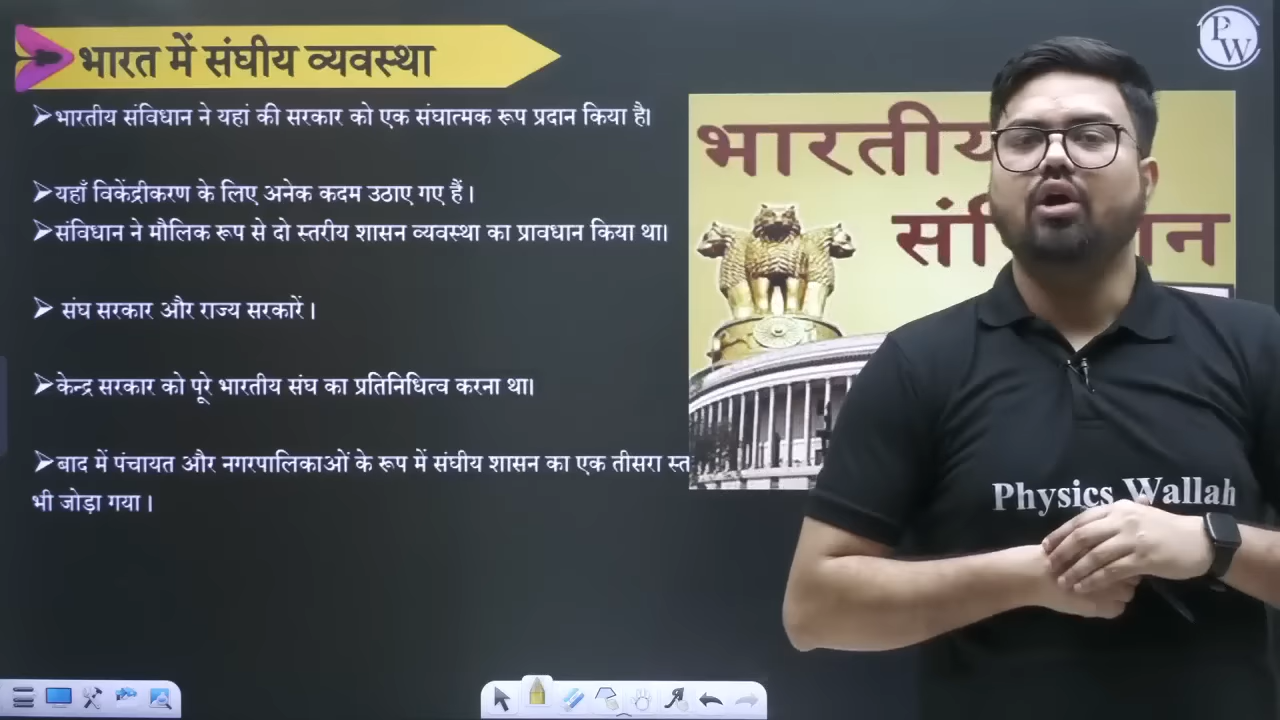 भारत में संघीय व्यवस्था
PW
➢भारतीय संविधान ने यहां की सरकार को एक संघात्मक रूप प्रदान किया है।
➢यहाँ विकेंद्रीकरण के लिए अनेक कदम उठाए गए हैं।
➢संविधान ने मौलिक रूप से दो स्तरीय शासन व्यवस्था का प्रावधान किया था।
➢ संघ सरकार और राज्य सरकारें।
➢केन्द्र सरकार को पूरे भारतीय संघ का प्रतिनिधित्व करना था।
➢बाद में पंचायत और नगरपालिकाओं के रूप में संघीय शासन का एक तीसरा
भी जोड़ा गया।
Physics Wallah